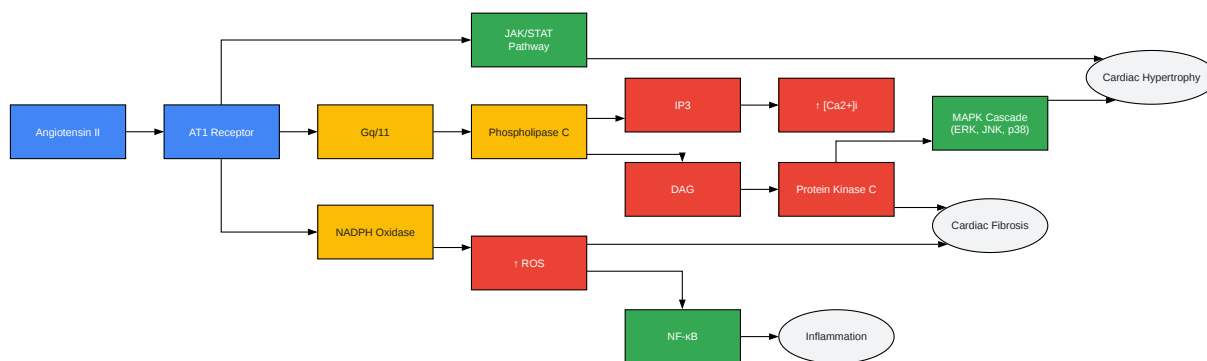 JAK/STAT
Pathway
Cardiac Hypertrophy
Angiotensin II
AT1 Receptor
Gq/11
Phospholipase C
IP3
↑ [Ca2+]i
MAPK Cascade
(ERK, JNK, p38)
DAG
Protein Kinase C
NADPH Oxidase
Cardiac Fibrosis
↑ ROS
NF-κB
Inflammation